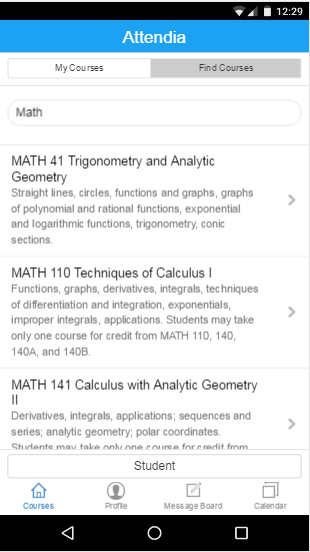 12:29
Attendia
My Courses
Find Courses
Math
MATH 41 Trigonometry and Analytic
Geometry
Straight lines, circles, functions and graphs, graphs
of polynomial and rational functions, exponential
and logarithmic functions, trigonometry, conic
sections.
MATH 110 Techniques of Calculus I
Functions, graphs, derivatives, integrals, techniques
of differentiation and integration, exponentials,
improper integrals, applications. Students may take
only one course for credit from MATH 110, 140,
140A, and 140B.
MATH 141 Calculus with Analytic Geometry
II
Derivatives, integrals, applications; sequences and
series; analytic geometry; polar coordinates.
Students may take only one course for credit from
Student
Courses
Profile
Message Board
Calendar